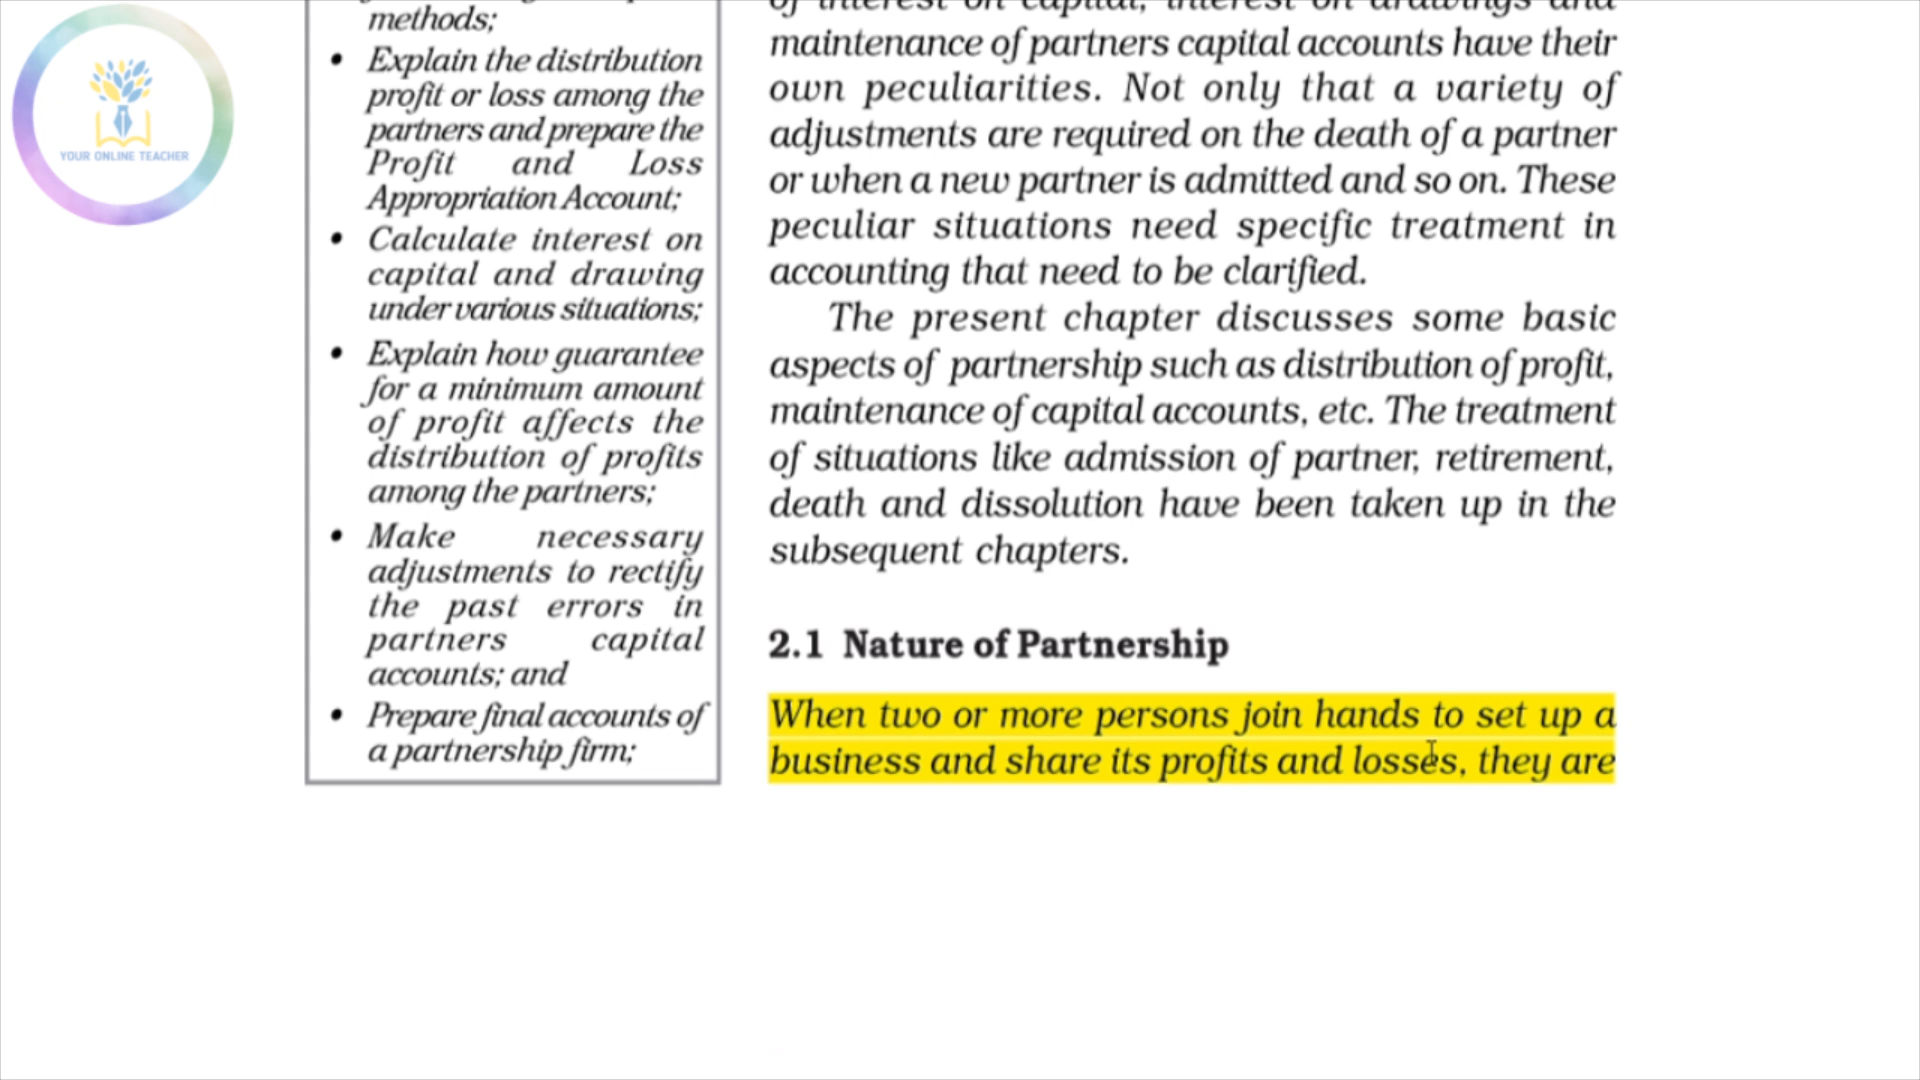 YOUR ONLINE TEACHER
methods;
• Explain the distribution
profit or loss among the
partners and prepare the
Profit and Loss
Appropriation Account;
• Calculate interest on
capital and drawing
under various situations;
• Explain how guarantee
for a minimum amount
of profit affects the
distribution of profits
among the partners;
• Make necessary
adjustments to rectify
the past errors in
partners capital
accounts; and
• Prepare final accounts of
a partnership firm;
of interest on capital, interest on drawings and
maintenance of partners capital accounts have their
own peculiarities. Not only that a variety of
adjustments are required on the death of a partner
or when a new partner is admitted and so on. These
peculiar situations need specific treatment in
accounting that need to be clarified.
The present chapter discusses some basic
aspects of partnership such as distribution of profit,
maintenance of capital accounts, etc. The treatment
of situations like admission of partner, retirement,
death and dissolution have been taken up in the
subsequent chapters.
2.1 Nature of Partnership
When two or more persons join hands to set up a
business and share its profits and losses, they are